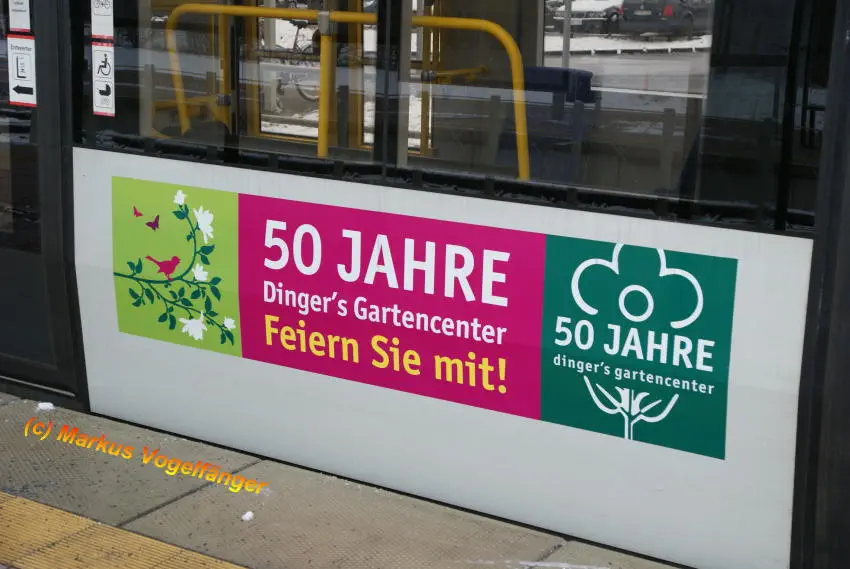 50 JAHRE
Dinger's Gartencenter
Feiern Sie mit!
50 JAHRE
dinger's gartencenter
(c) Markus Vogelfänger